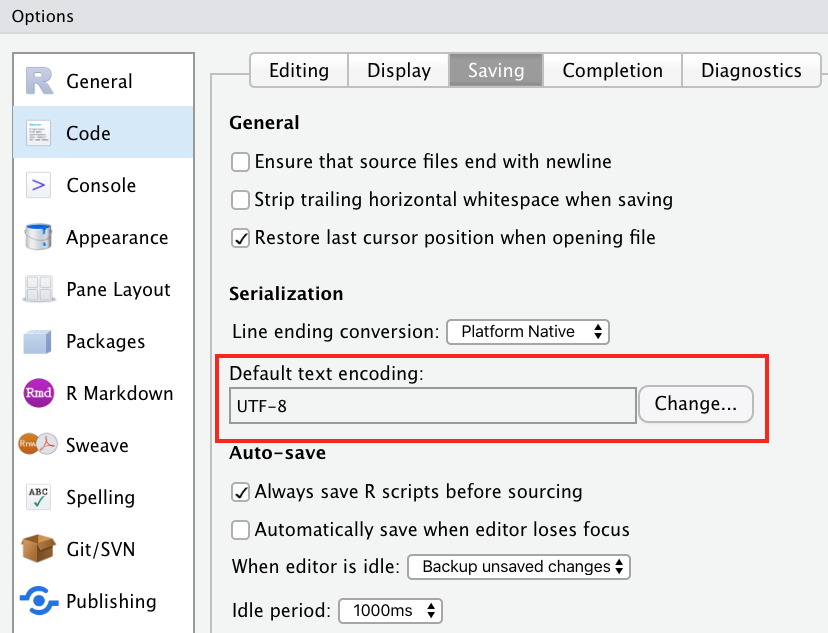 Options
General
Code
Console
Appearance
Pane Layout
Packages
Rmd R Markdown
Rnw Sweave
ABC Spelling
Git/SVN
Publishing
Editing Display Saving Completion Diagnostics
General
Ensure that source files end with newline
Strip trailing horizontal whitespace when saving
Restore last cursor position when opening file
Serialization
Line ending conversion: Platform Native
Default text encoding:
UTF-8 Change...
Auto-save
Always save R scripts before sourcing
Automatically save when editor loses focus
When editor is idle: Backup unsaved changes
Idle period: 1000ms